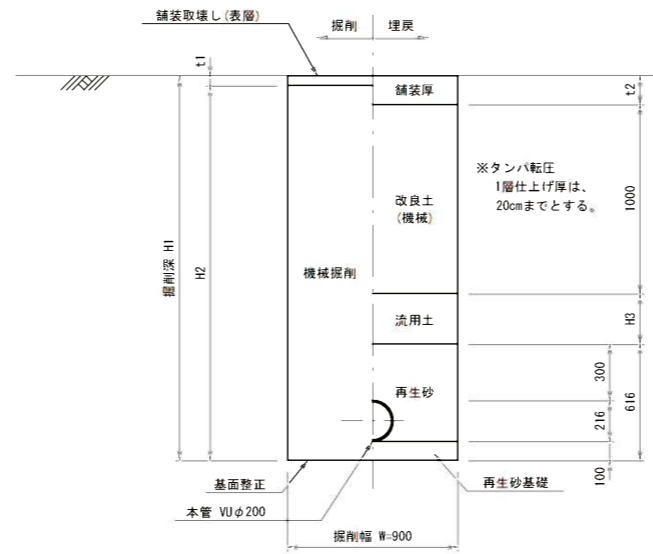 舗装取壊し(表層)
掘削
埋戻
t1
t2
舗装厚
※タンパ転圧
1層仕上げ厚は、
20cmまでとする。
改良土
(機械)
1000
掘削深 H1
H2
機械掘削
流用土
H3
再生砂
300
616
216
100
基面整正
再生砂基礎
本管 VUφ200
掘削幅 W=900